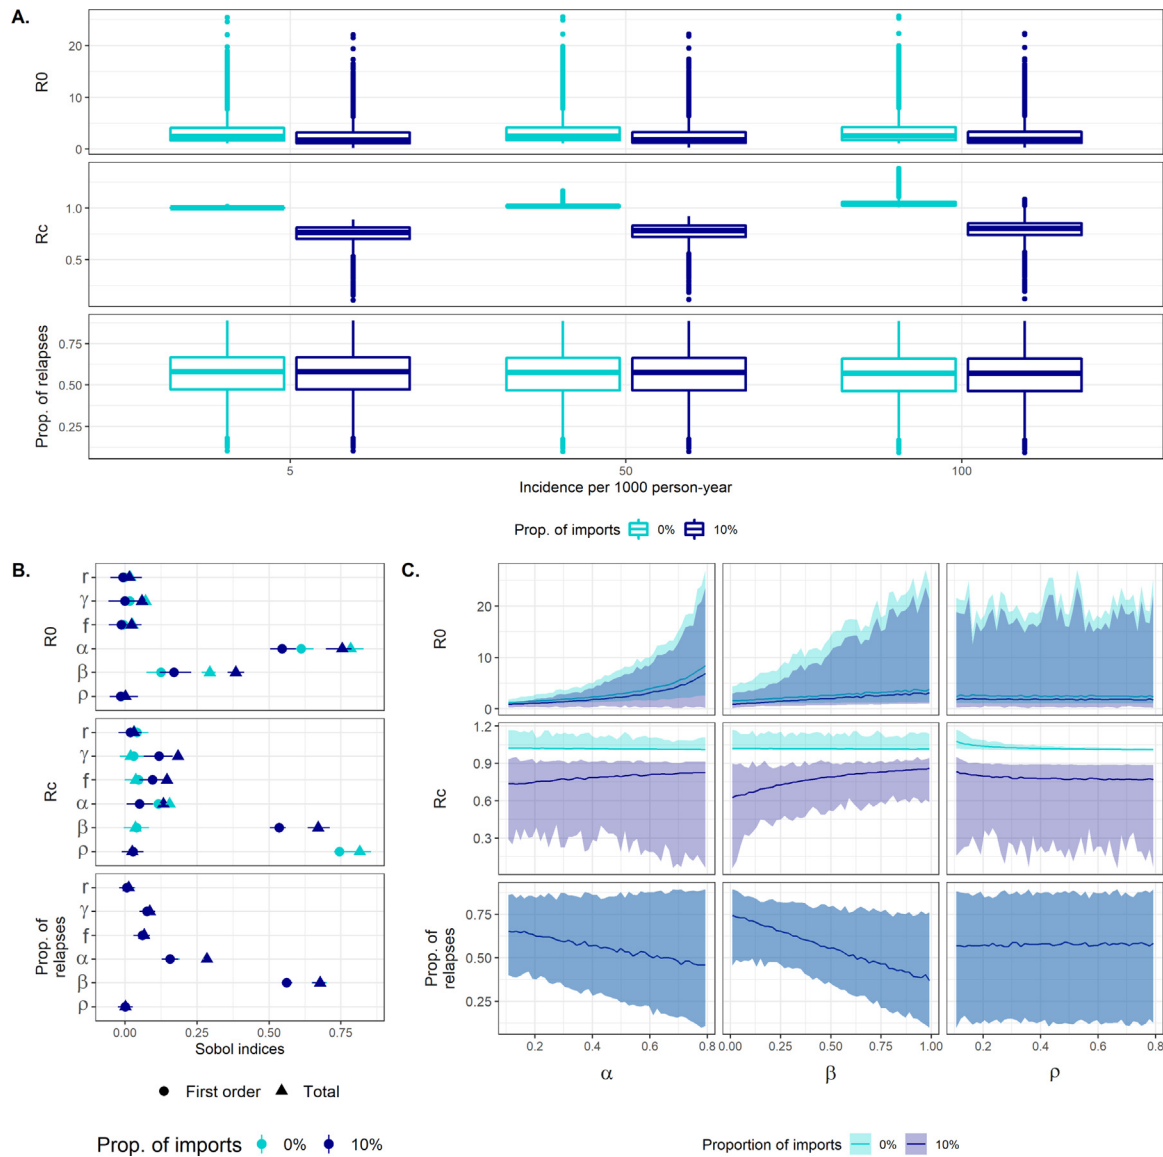 A.
R0
20
10
0
Rc
1.0
0.5
Prop. of relapses
0.75
0.50
0.25
5 50 100
Incidence per 1000 person-year
Prop. of imports 0% 10%
B.
R0
r
γ
f
α
β
ρ
Rc
r
γ
f
α
β
ρ
Prop. of
relapses
r
γ
f
α
β
ρ
0.00 0.25 0.50 0.75
Sobol indices
First order Total
Prop. of imports 0% 10%
C.
R0
20
10
0
Rc
1.2
0.9
0.6
0.3
Prop. of
relapses
0.75
0.50
0.25
0.2 0.4 0.6 0.8
0.00 0.25 0.50 0.75 1.00
0.2 0.4 0.6 0.8
α β ρ
Proportion of imports 0% 10%